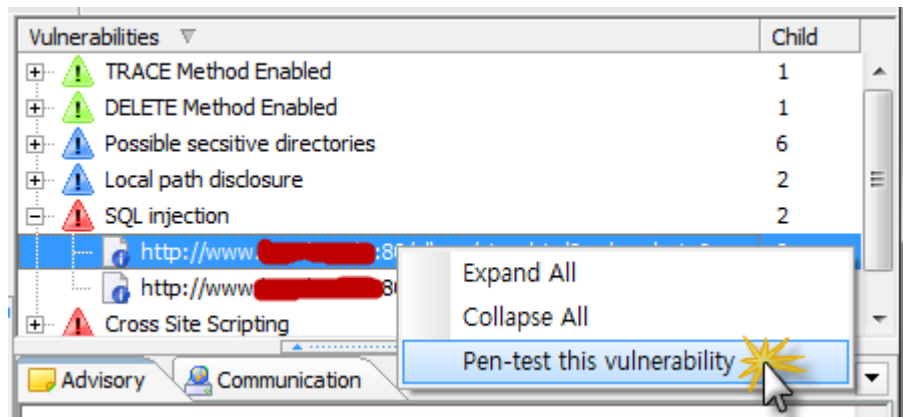 Vulnerabilities Child
TRACE Method Enabled 1
DELETE Method Enabled 1
Possible secsitive directories 6
Local path disclosure 2
SQL injection 2
http://www. :8
http://www 8
Cross Site Scripting
Expand All
Collapse All
Pen-test this vulnerability
Advisory Communication